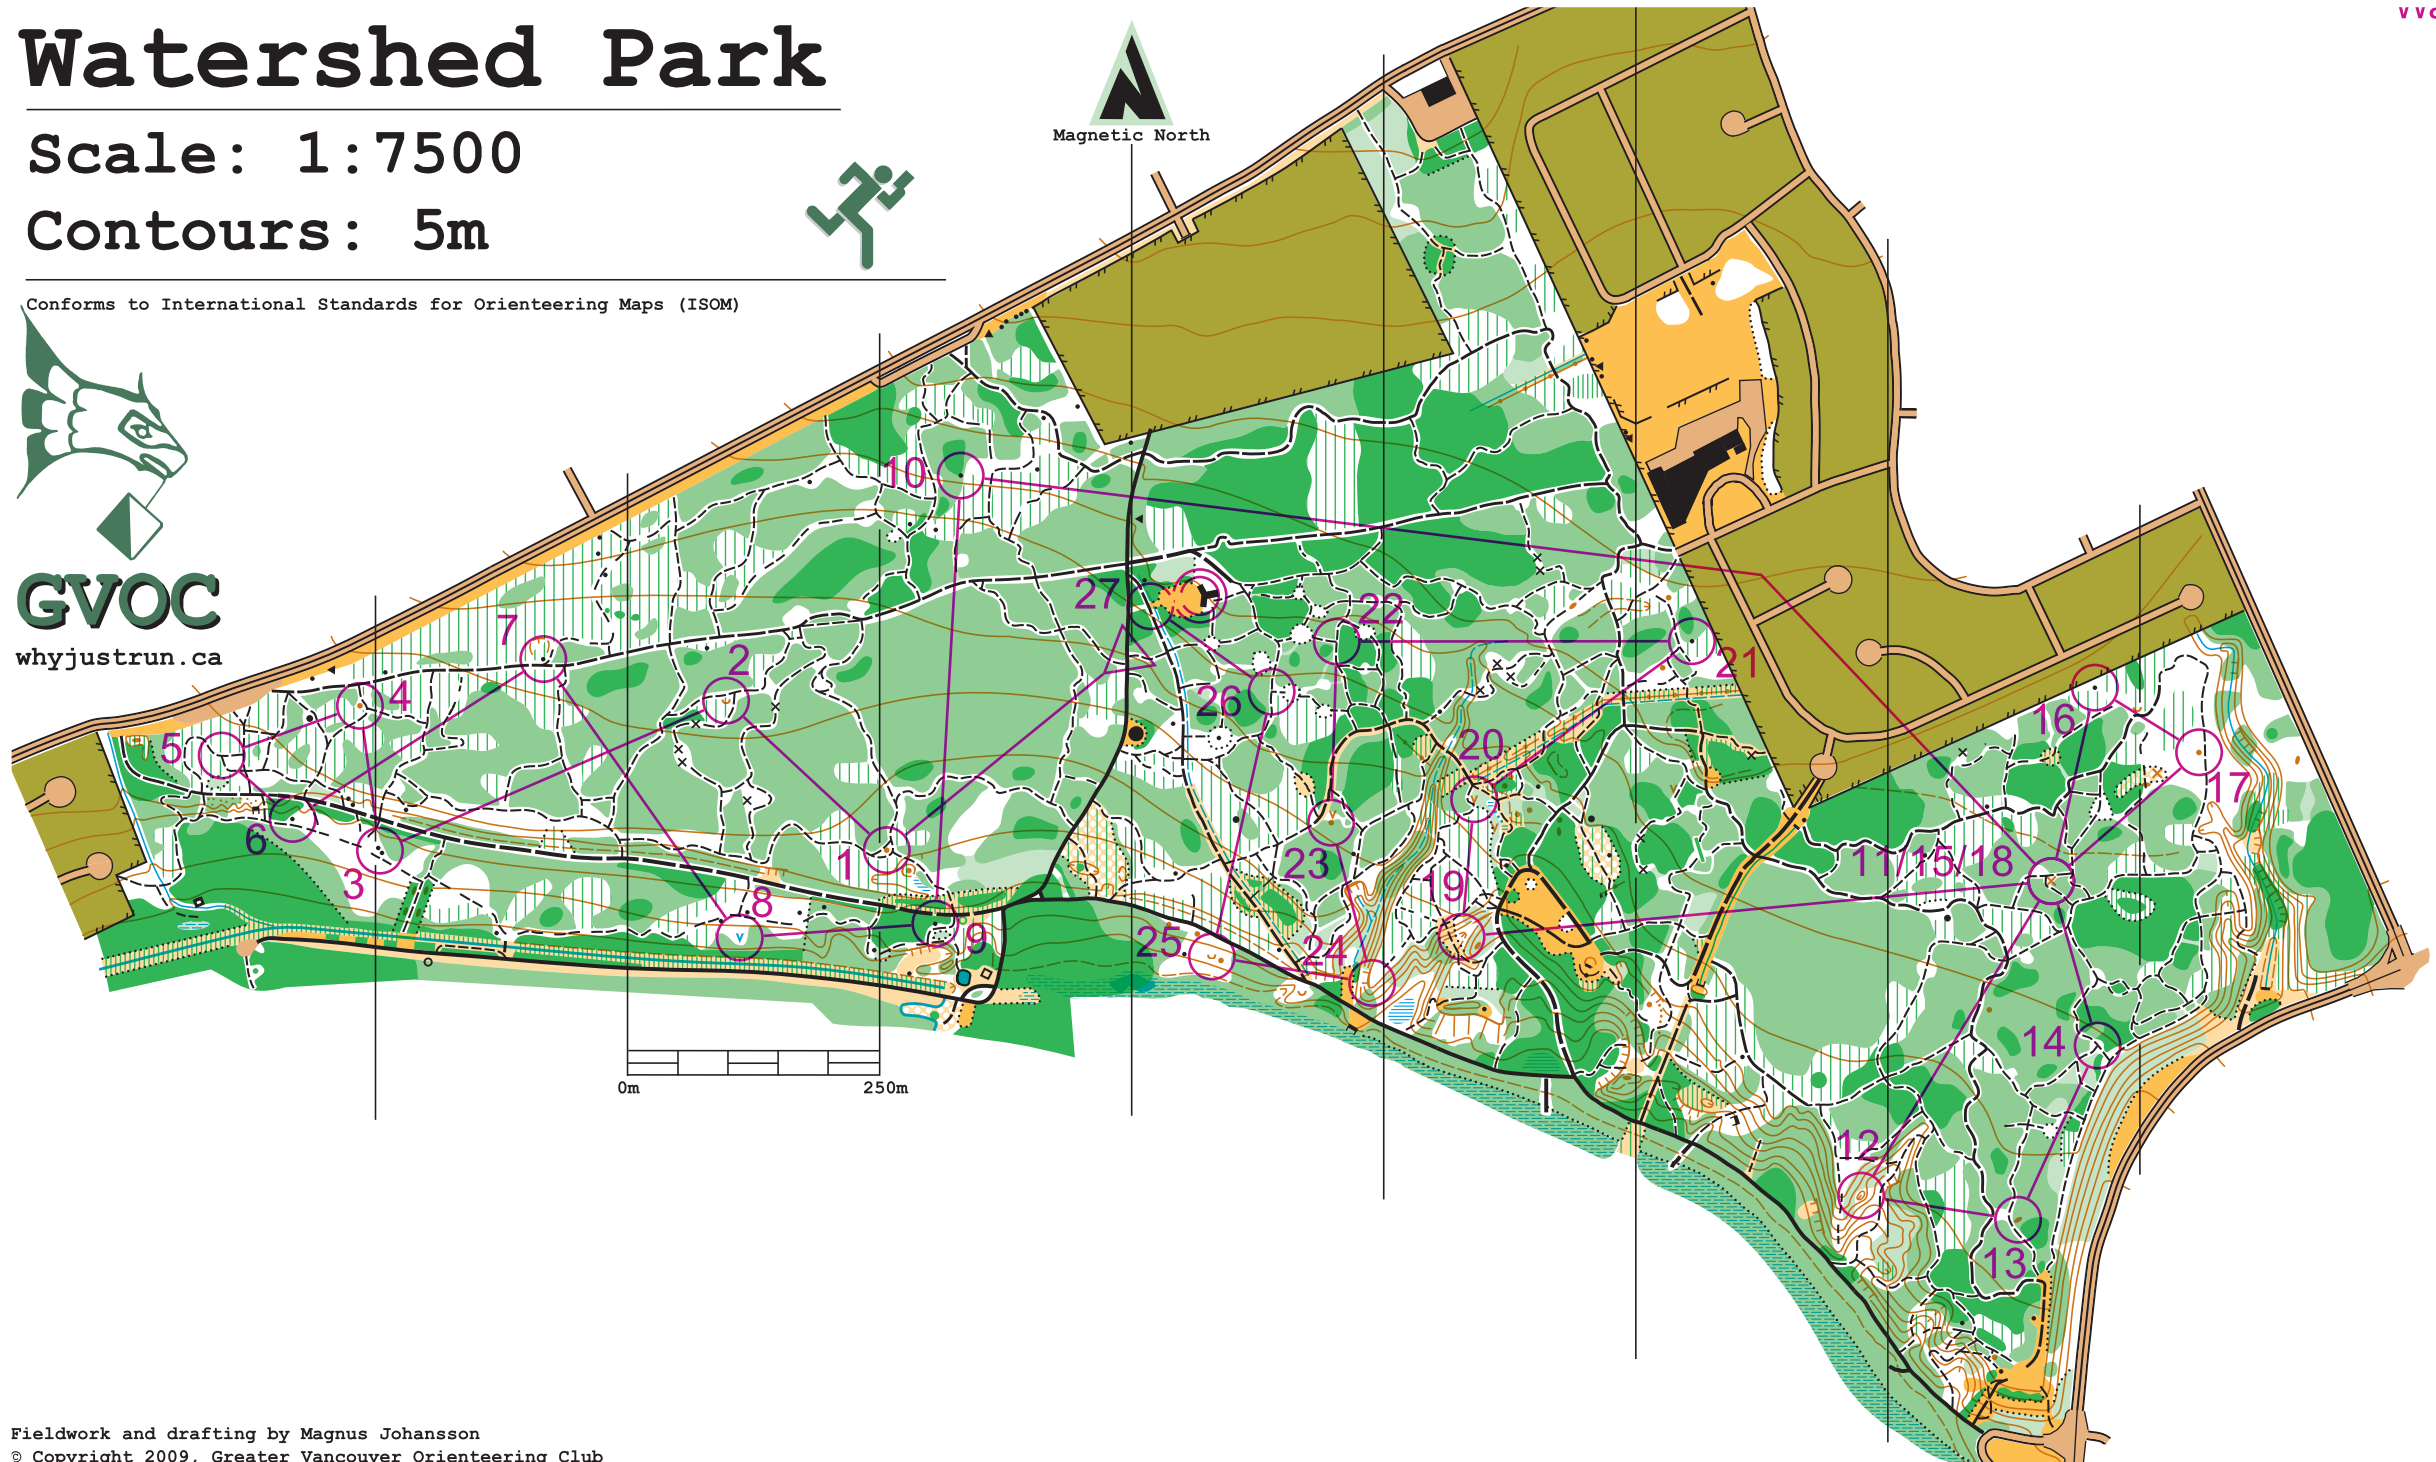 Watershed Park
Scale: 1:7500
Contours: 5m
Conforms to International Standards for Orienteering Maps (ISOM)
GVOC
whyjustrun.ca
Magnetic North
10
27
22
7
2
21
4
26
16
5
20
17
6
1
23
11/15/18
3
8
19
9
25
24
14
0m
250m
12
13
Fieldwork and drafting by Magnus Johansson
© Copyright 2009, Greater Vancouver Orienteering Club